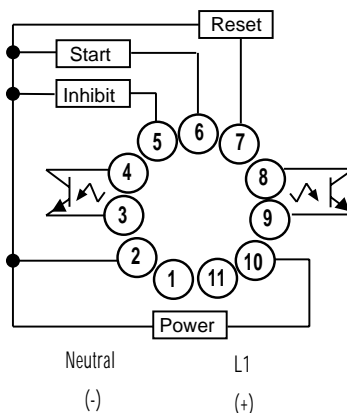 Reset
Start
Inhibit
5 6 7
4 8
3 9
2 10
1 11
Power
Neutral L1
(-) (+)